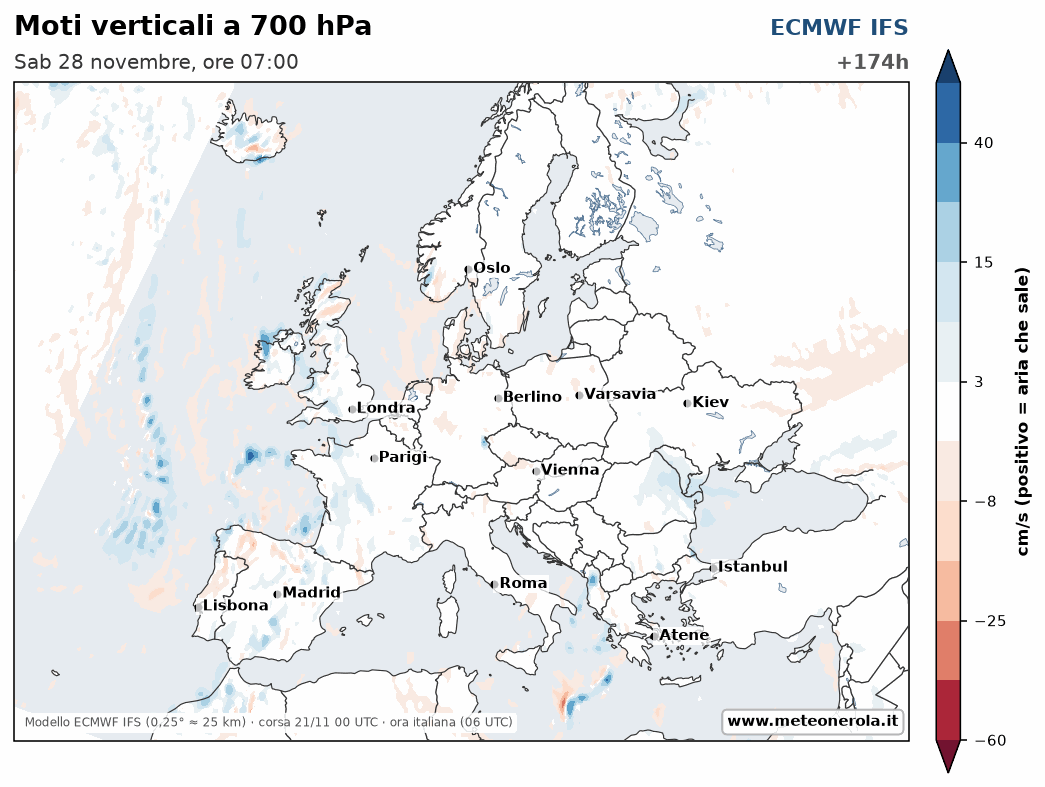 Moti verticali a 700 hPa
ECMWF IFS
Sab 28 novembre, ore 07:00
+174h
40
15
3
−8
−25
−60
cm/s (positivo = aria che sale)
Oslo
Berlino
Varsavia
Kiev
Londra
Parigi
Vienna
Istanbul
Roma
Madrid
Lisbona
Atene
Modello ECMWF IFS (0,25° ≈ 25 km) · corsa 21/11 00 UTC · ora italiana (06 UTC)
www.meteonerola.it